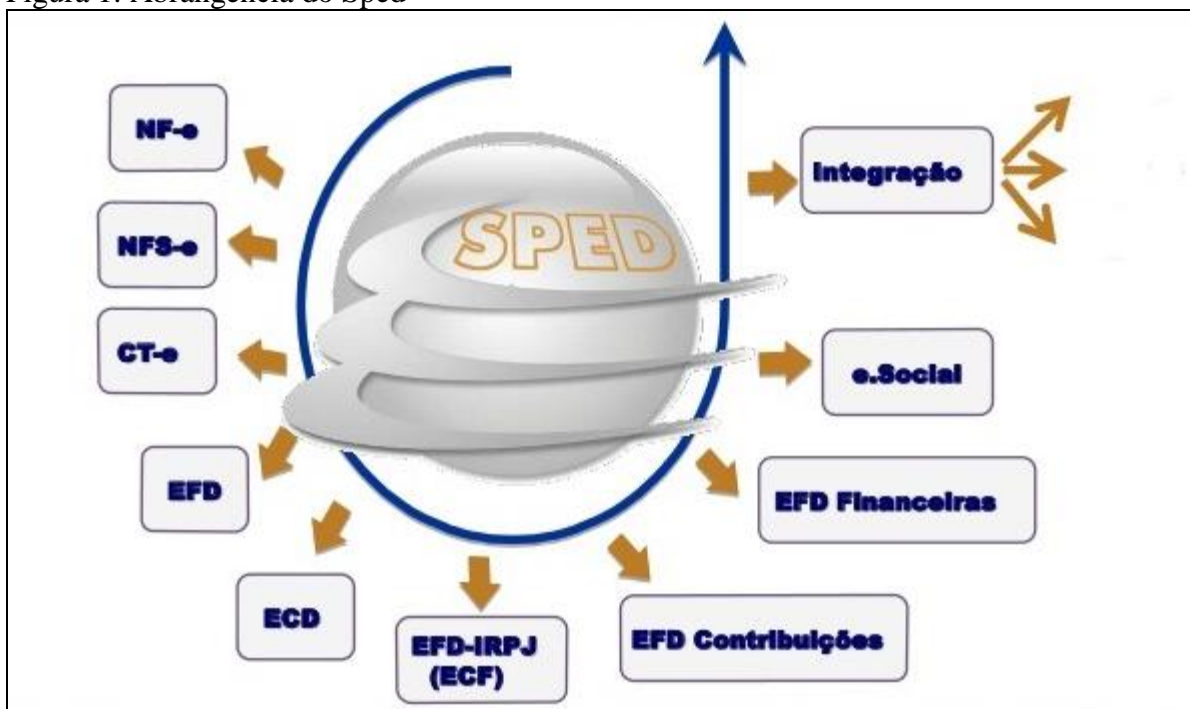 Figura 1: Abrangência do Sped
NF-e
NFS-e
CT-e
EFD
ECD
EFD-IRPJ
(ECF)
EFD Contribuições
EFD Financeiras
e.Social
Integração
SPED